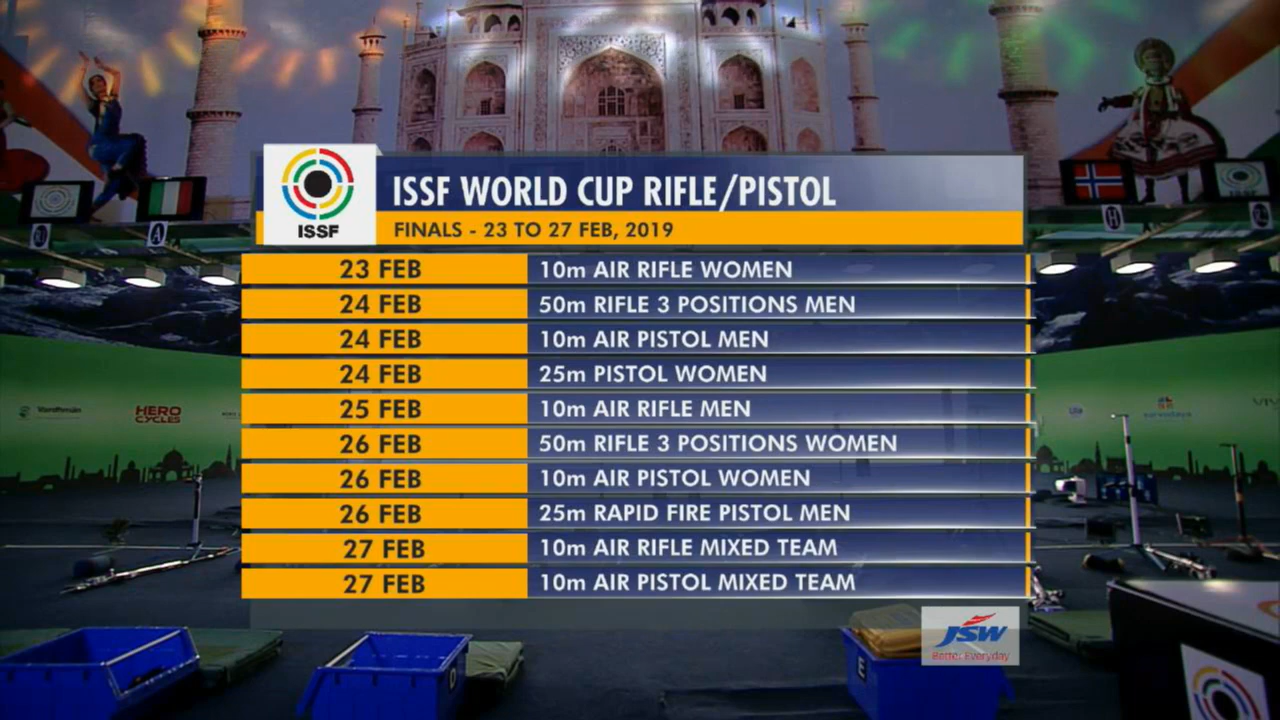 ISSF WORLD CUP RIFLE/PISTOL
ISSF
FINALS - 23 TO 27 FEB, 2019
23 FEB 10m AIR RIFLE WOMEN
24 FEB 50m RIFLE 3 POSITIONS MEN
24 FEB 10m AIR PISTOL MEN
24 FEB 25m PISTOL WOMEN
25 FEB 10m AIR RIFLE MEN
26 FEB 50m RIFLE 3 POSITIONS WOMEN
26 FEB 10m AIR PISTOL WOMEN
26 FEB 25m RAPID FIRE PISTOL MEN
27 FEB 10m AIR RIFLE MIXED TEAM
27 FEB 10m AIR PISTOL MIXED TEAM
A
H
Vardhman
HERO
CYCLES
JSW
Better Everyday
D
E